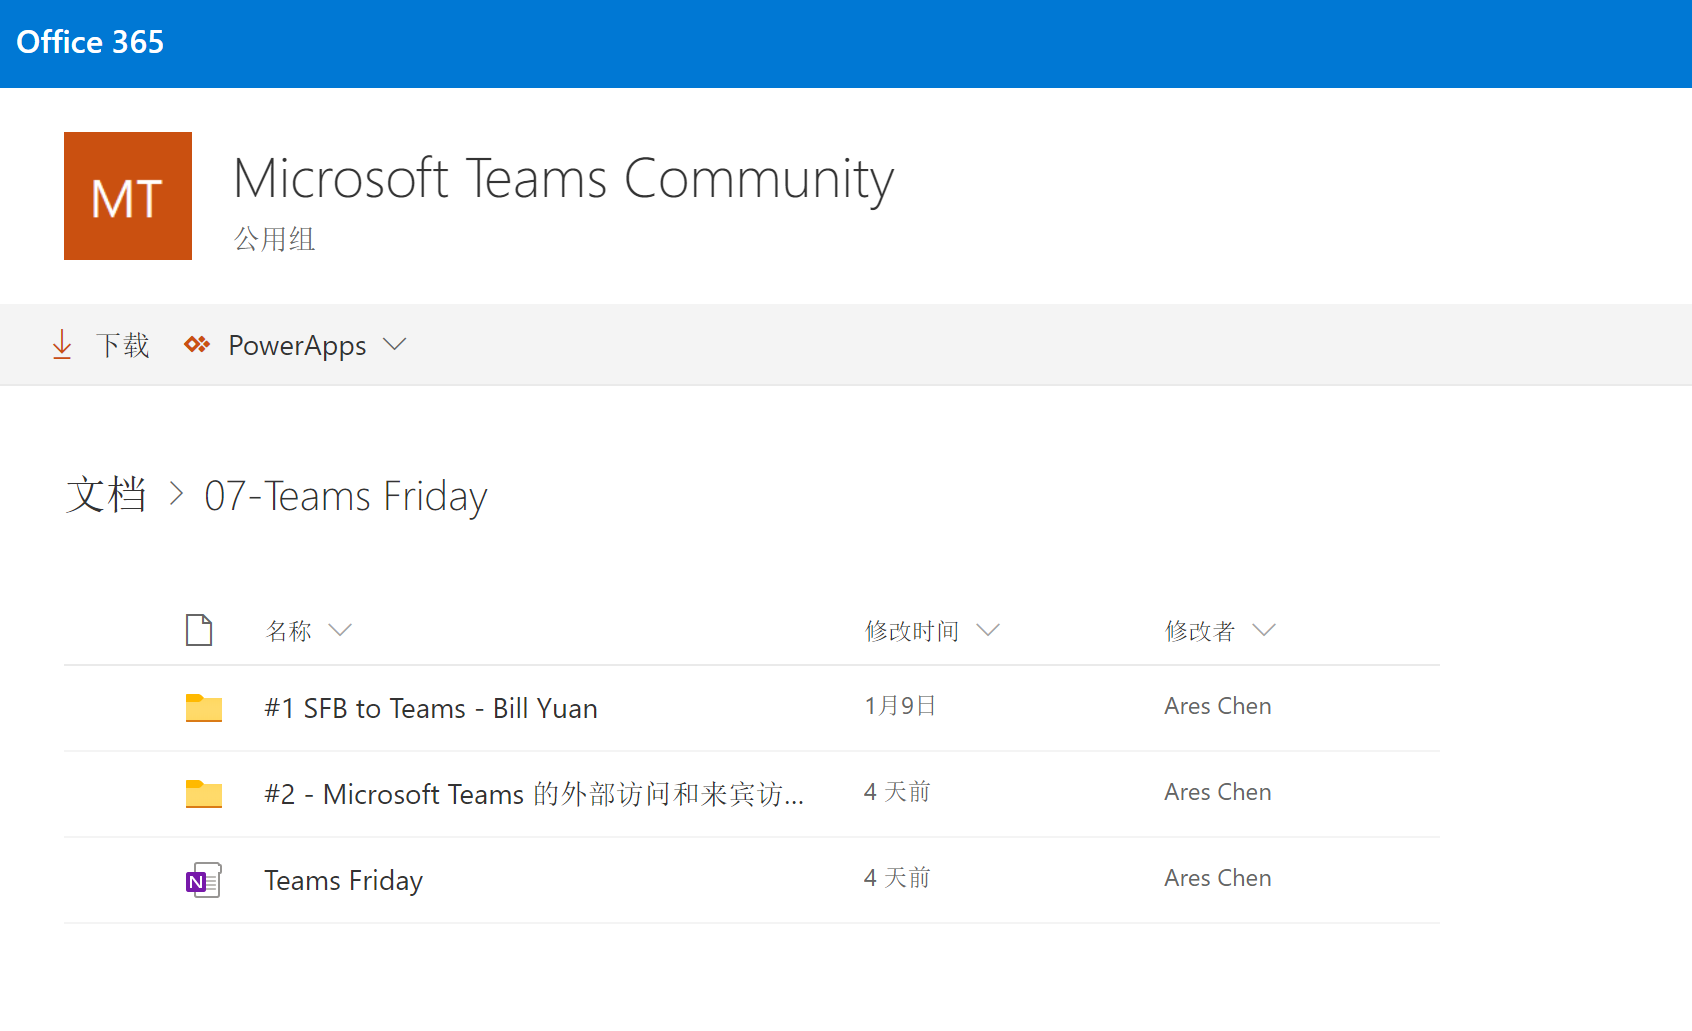 Office 365
MT
Microsoft Teams Community
公用组
下载 PowerApps
文档 > 07-Teams Friday
名称 修改时间 修改者
#1 SFB to Teams - Bill Yuan 1月9日 Ares Chen
#2 - Microsoft Teams 的外部访问和来宾访... 4 天前 Ares Chen
N
Teams Friday 4 天前 Ares Chen